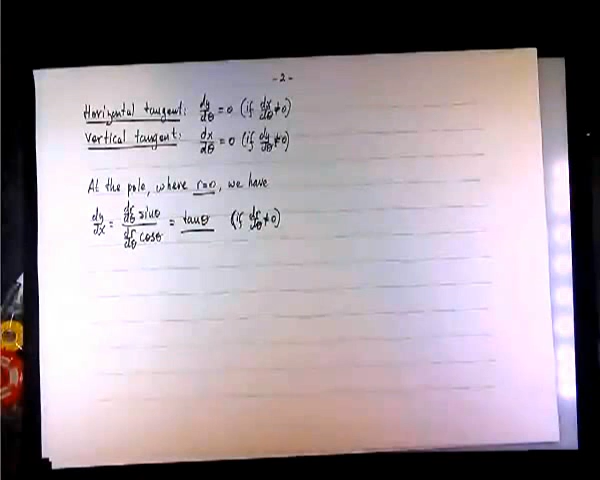 -2-
Horizontal tangent: dy/dθ = 0 (if dx/dθ ≠ 0)
Vertical tangent: dx/dθ = 0 (if dy/dθ ≠ 0)
At the pole, where r=0, we have
dy/dx = (dr/dθ sinθ)/(dr/dθ cosθ) = tanθ (if dr/dθ ≠ 0)